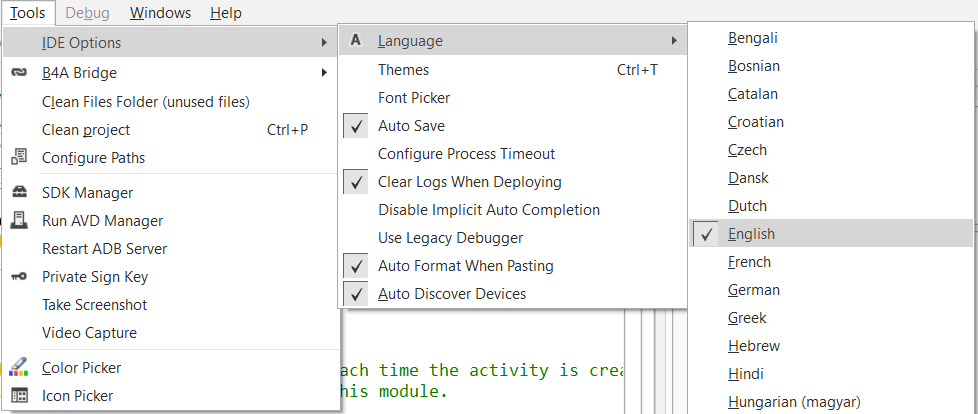 Tools Debug Windows Help
IDE Options
B4A Bridge
Clean Files Folder (unused files)
Clean project Ctrl+P
Configure Paths
SDK Manager
Run AVD Manager
Restart ADB Server
Private Sign Key
Take Screenshot
Video Capture
Color Picker
Icon Picker
Language
Themes Ctrl+T
Font Picker
Auto Save
Configure Process Timeout
Clear Logs When Deploying
Disable Implicit Auto Completion
Use Legacy Debugger
Auto Format When Pasting
Auto Discover Devices
Bengali
Bosnian
Catalan
Croatian
Czech
Dansk
Dutch
English
French
German
Greek
Hebrew
Hindi
Hungarian (magyar)
ach time the activity is crea
his module.